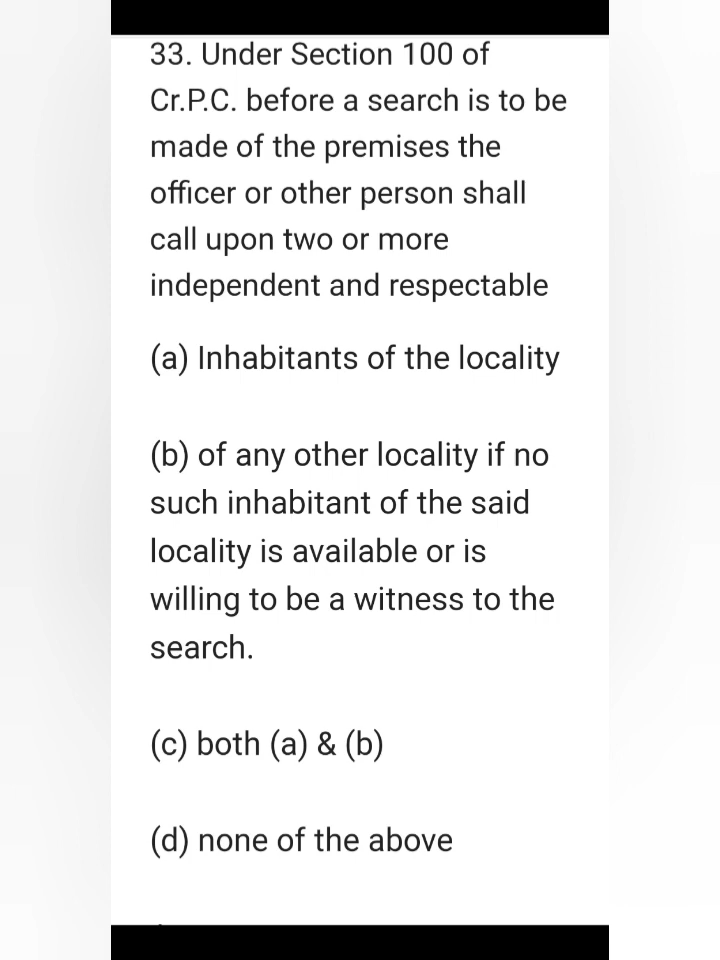 33. Under Section 100 of
Cr.P.C. before a search is to be
made of the premises the
officer or other person shall
call upon two or more
independent and respectable
(a) Inhabitants of the locality
(b) of any other locality if no
such inhabitant of the said
locality is available or is
willing to be a witness to the
search.
(c) both (a) & (b)
(d) none of the above